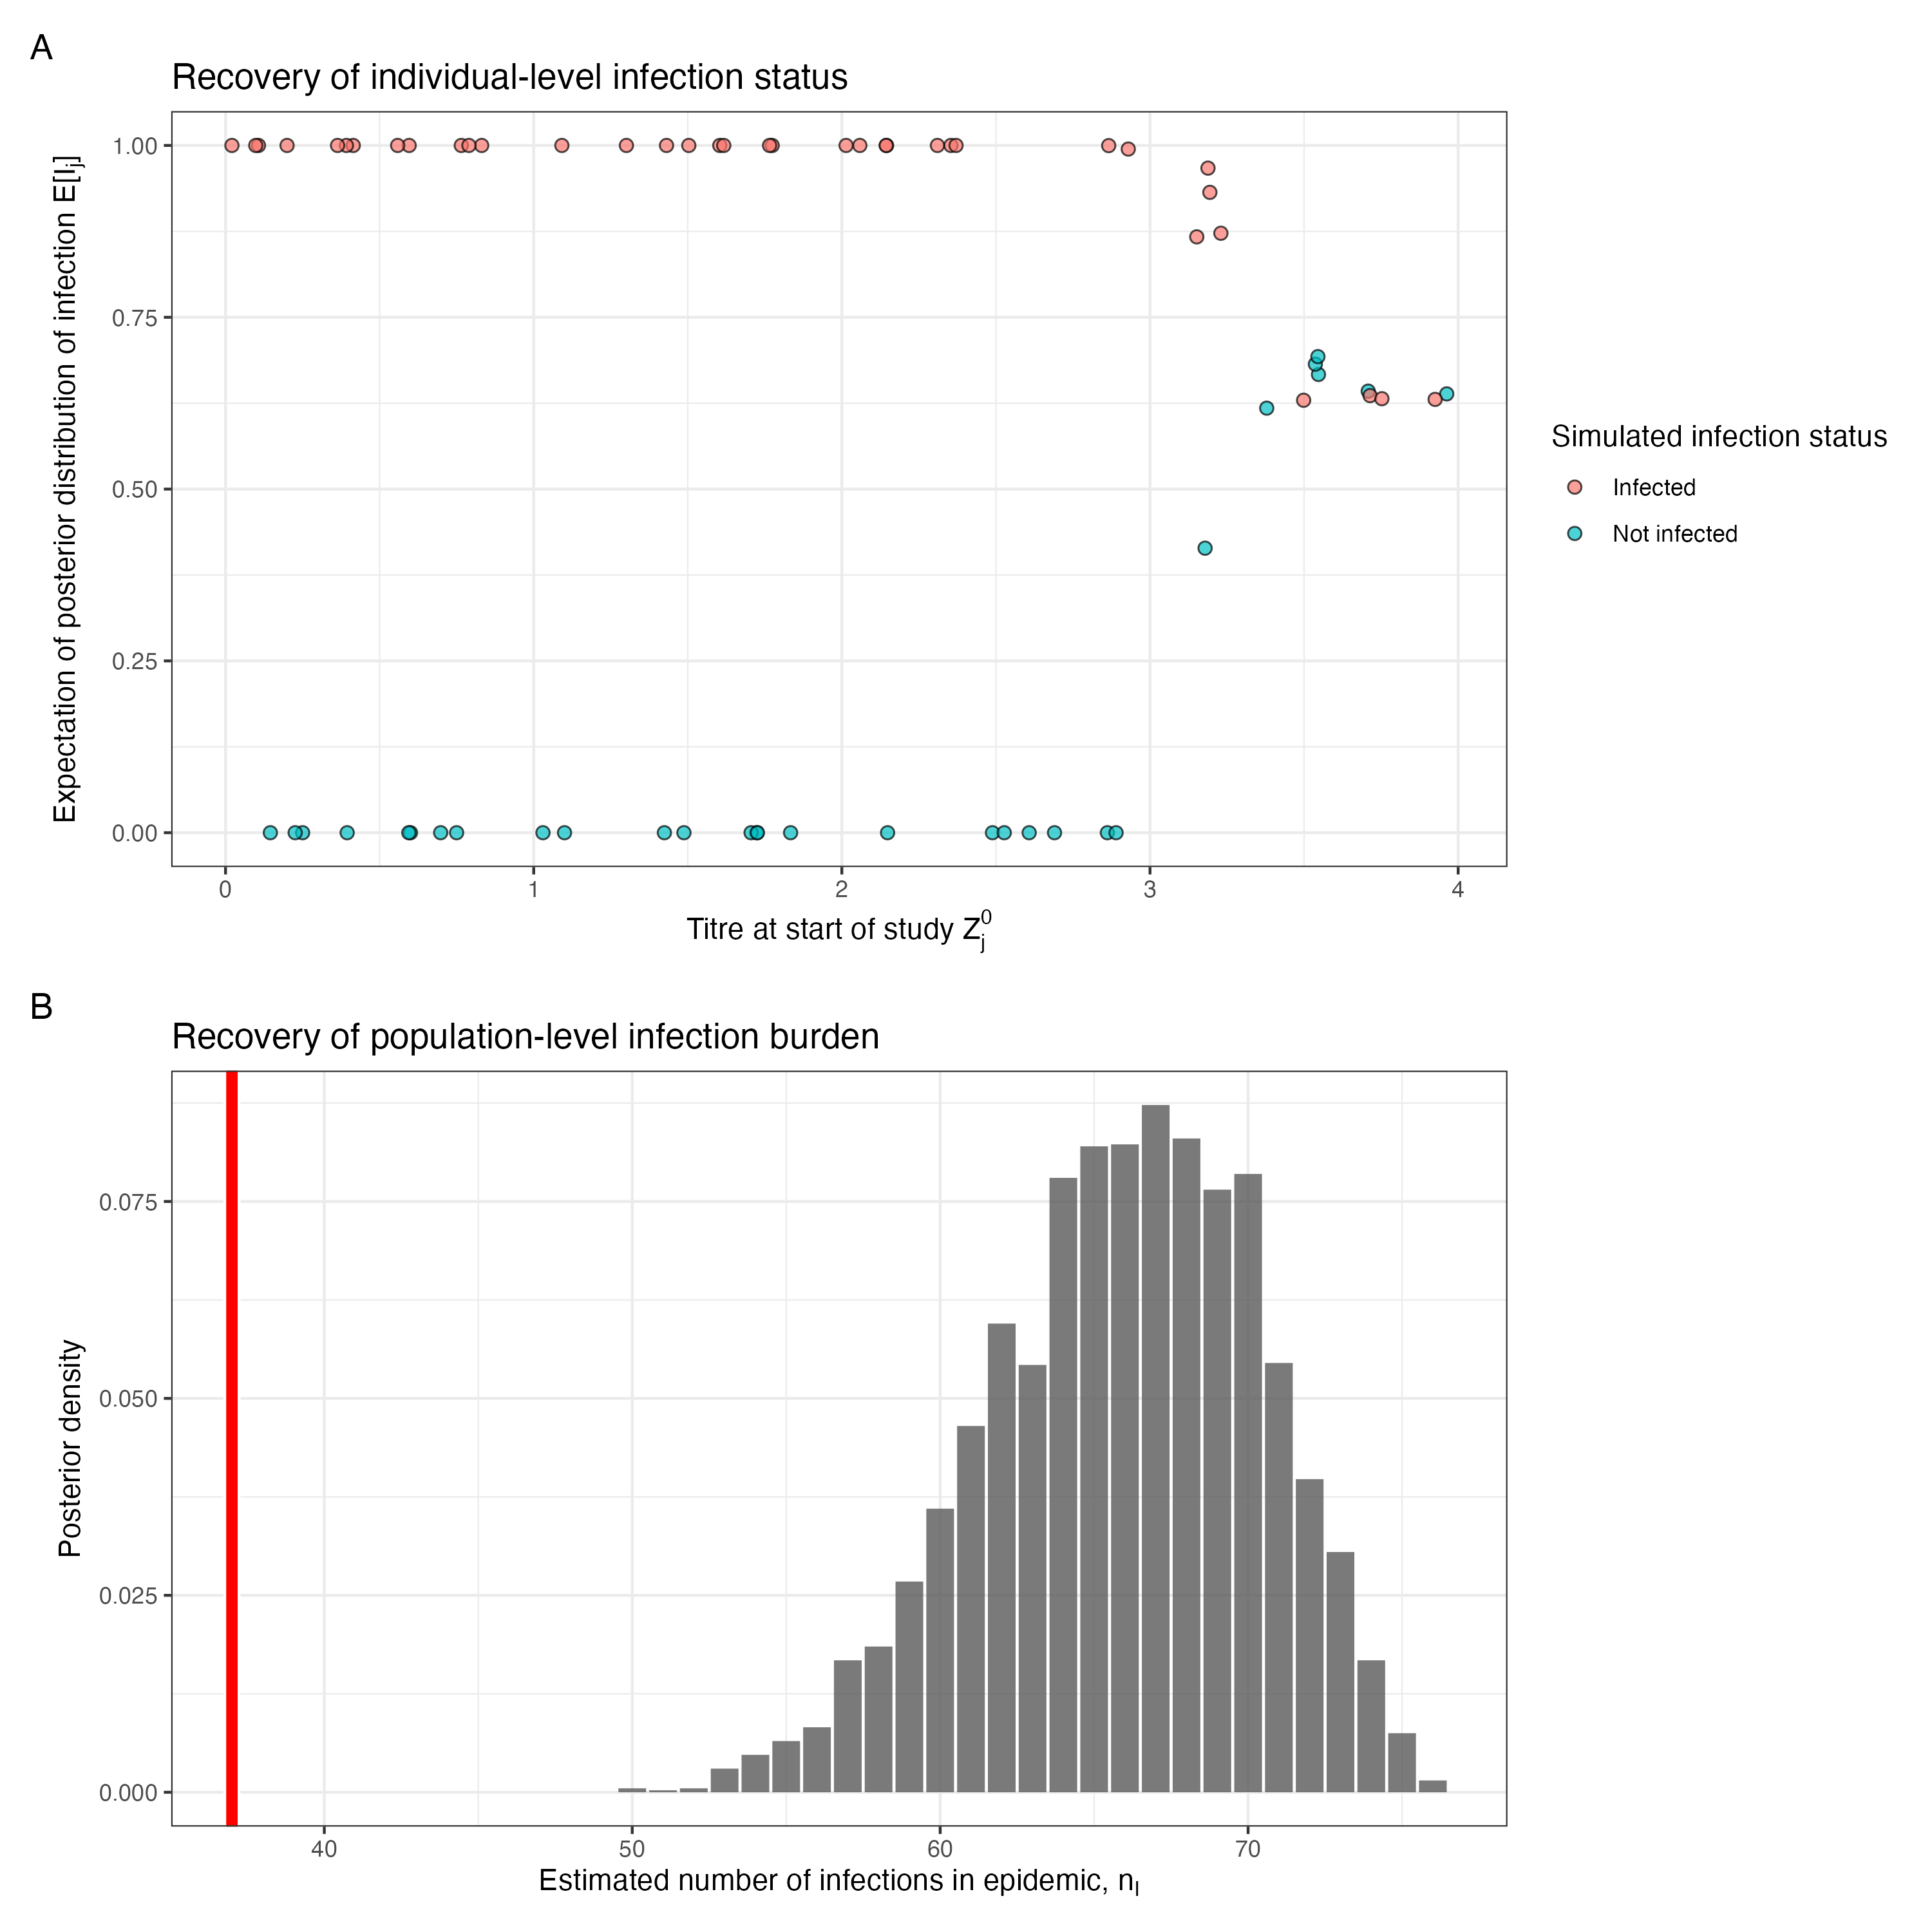 A
Recovery of individual-level infection status
Expectation of posterior distribution of infection E[Ij]
1.00
0.75
0.50
0.25
0.00
0 1 2 3 4
Titre at start of study Zj0
Simulated infection status
Infected
Not infected
B
Recovery of population-level infection burden
Posterior density
0.075
0.050
0.025
0.000
40 50 60 70
Estimated number of infections in epidemic, nI